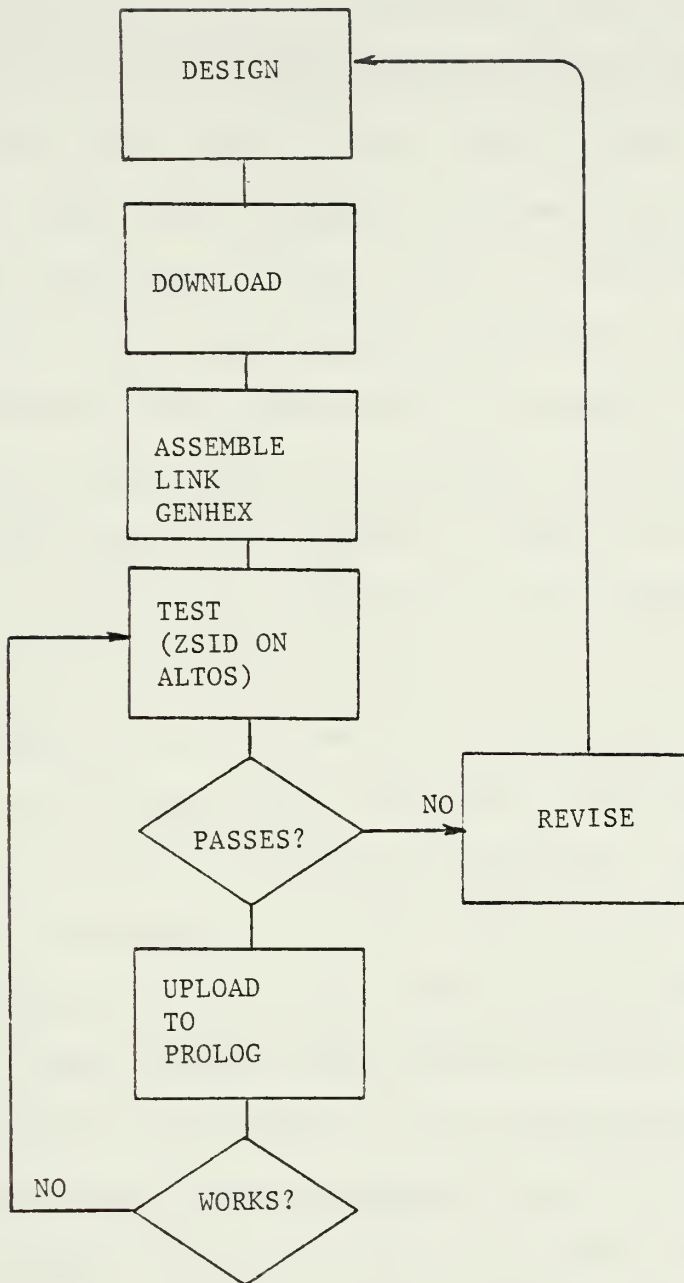 DESIGN
DOWNLOAD
ASSEMBLE
LINK
GENHEX
TEST
(ZSID ON
ALTOS)
PASSES?
NO
REVISE
UPLOAD
TO
PROLOG
NO
WORKS?